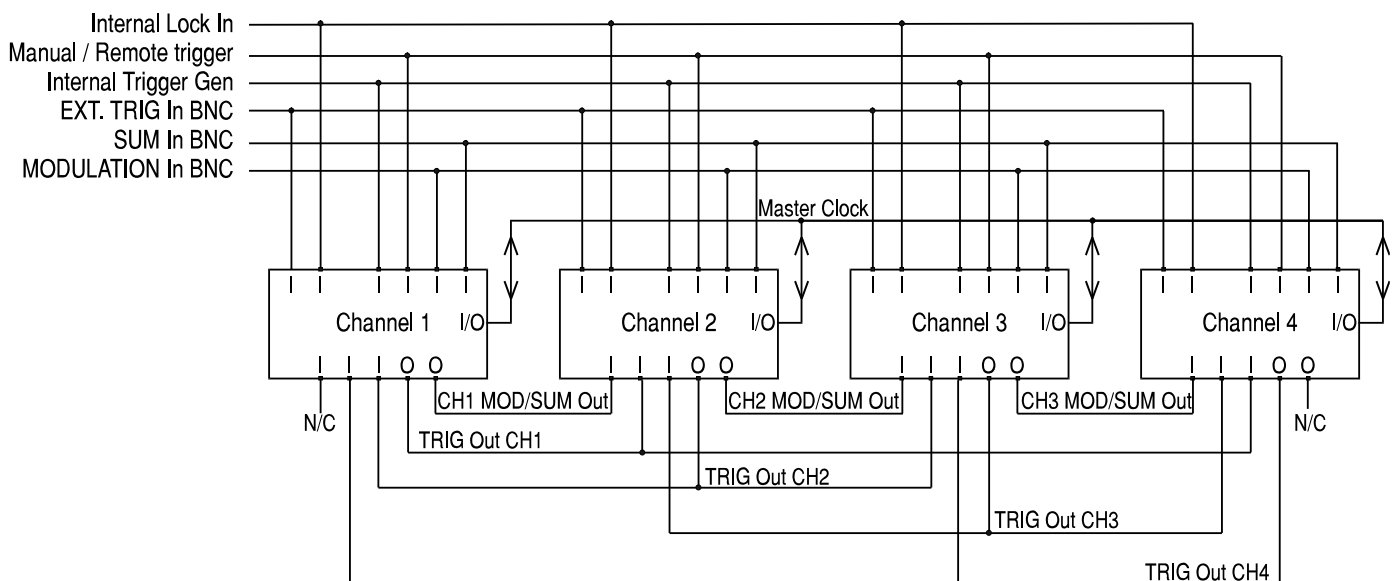 Internal Lock In
Manual / Remote trigger
Internal Trigger Gen
EXT. TRIG In BNC
SUM In BNC
MODULATION In BNC
Master Clock
I I I I I I
I I I I I I
I I I I I I
I I I I I I
Channel 1 I/O
Channel 2 I/O
Channel 3 I/O
Channel 4 I/O
I I I O O
I I I O O
I I I O O
I I I O O
N/C
CH1 MOD/SUM Out
CH2 MOD/SUM Out
CH3 MOD/SUM Out
N/C
TRIG Out CH1
TRIG Out CH2
TRIG Out CH3
TRIG Out CH4